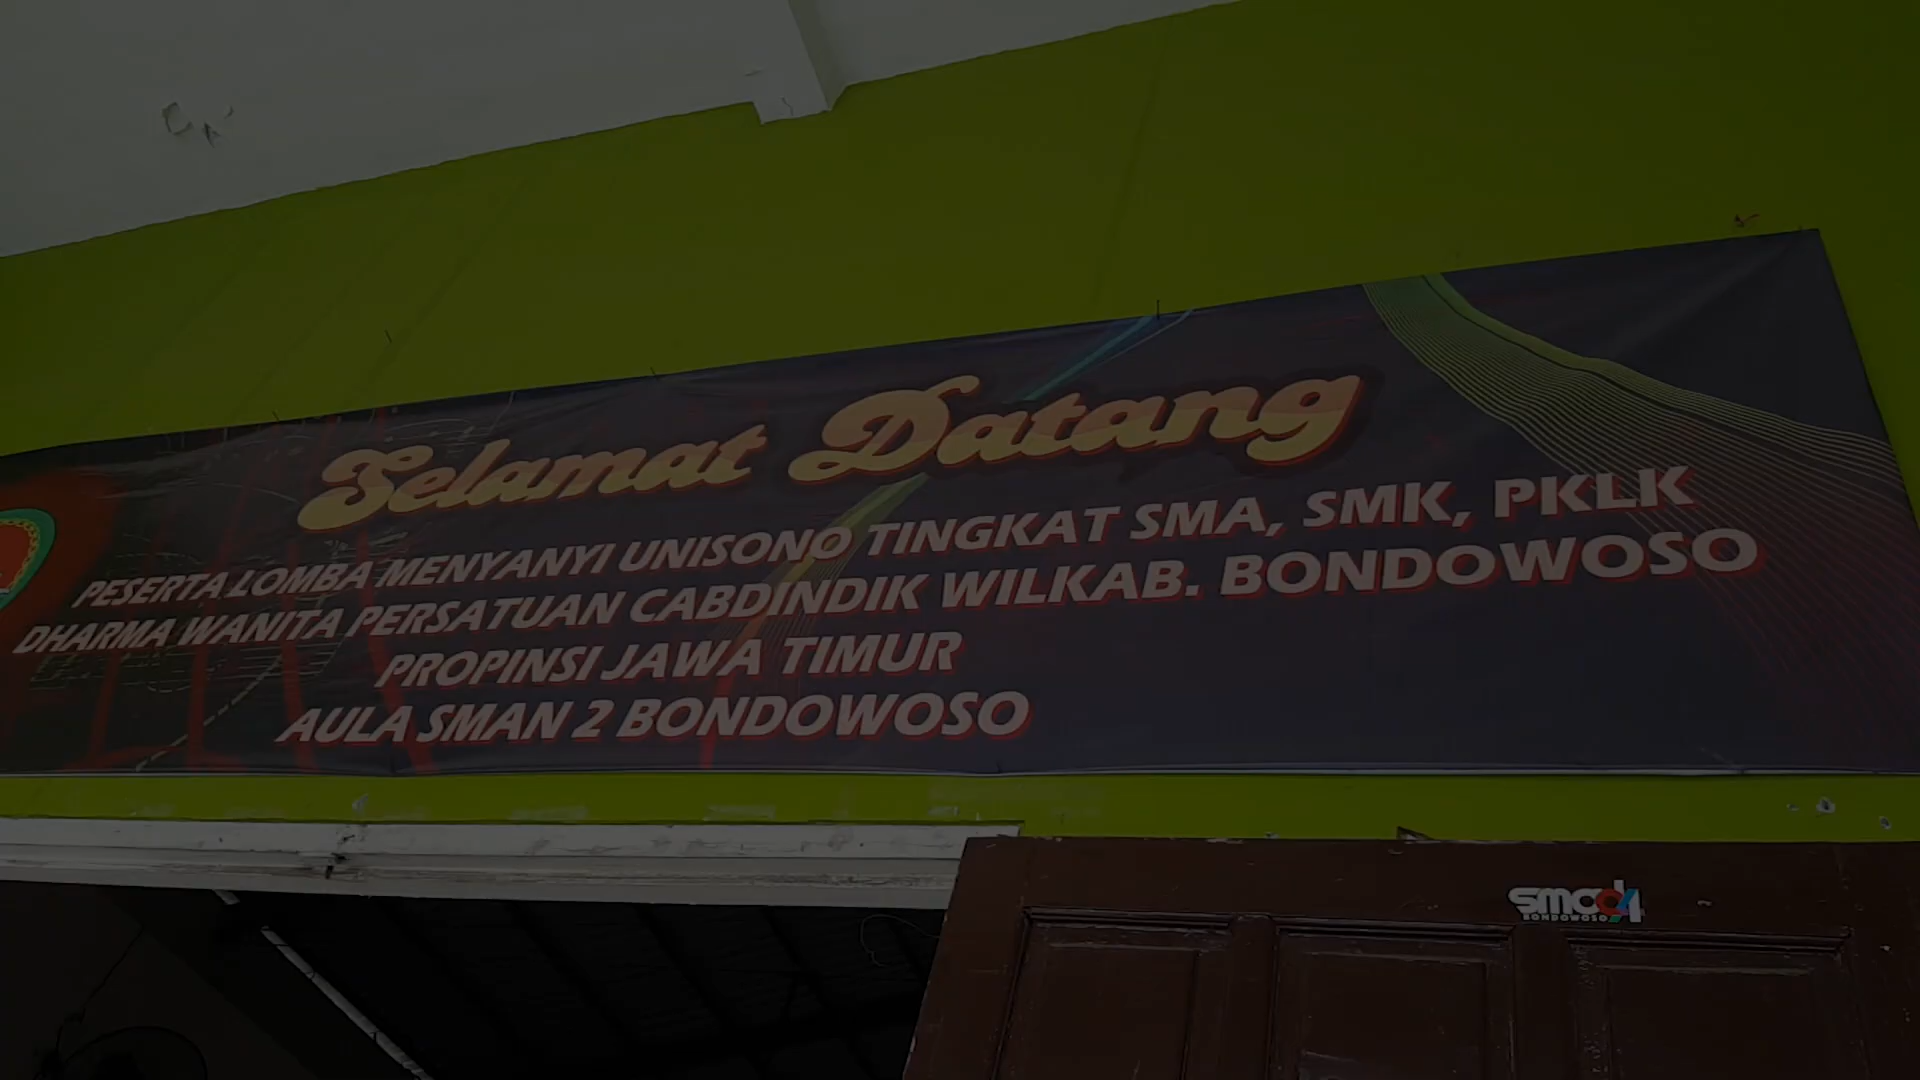 Selamat Datang
PESERTA LOMBA MENYANYI UNISONO TINGKAT SMA, SMK, PKLK
DHARMA WANITA PERSATUAN CABDINDIK WILKAB. BONDOWOSO
PROPINSI JAWA TIMUR
AULA SMAN 2 BONDOWOSO
smad4
BONDOWOSO